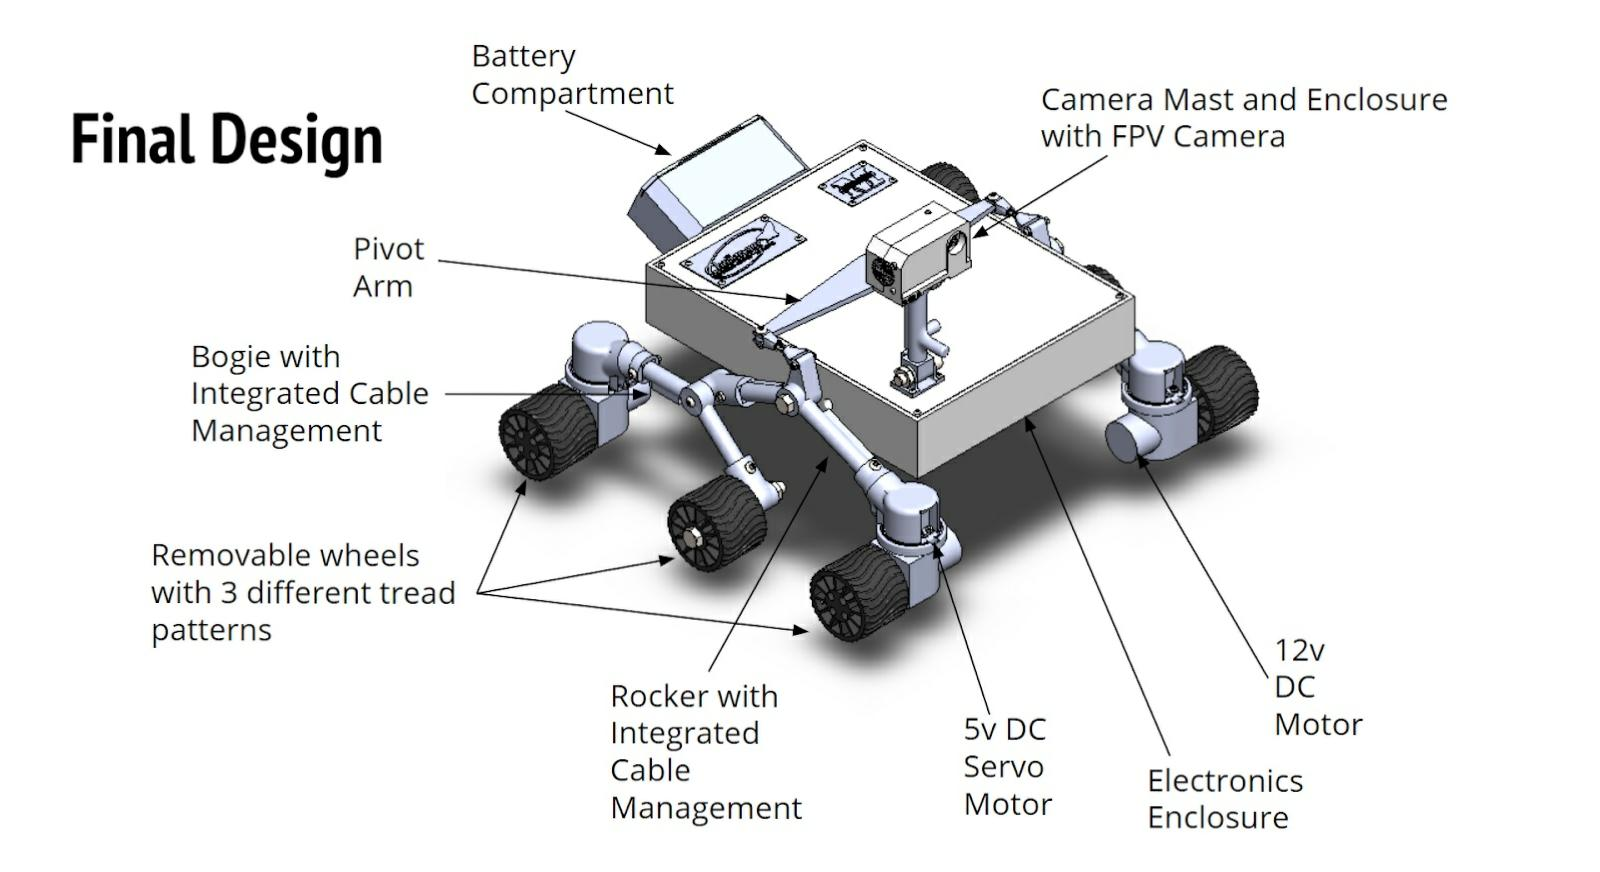 Battery
Compartment
Camera Mast and Enclosure
with FPV Camera
Final Design
Pivot
Arm
Bogie with
Integrated Cable
Management
Removable wheels
with 3 different tread
patterns
Rocker with
Integrated
Cable
Management
5v DC
Servo
Motor
12v
DC
Motor
Electronics
Enclosure